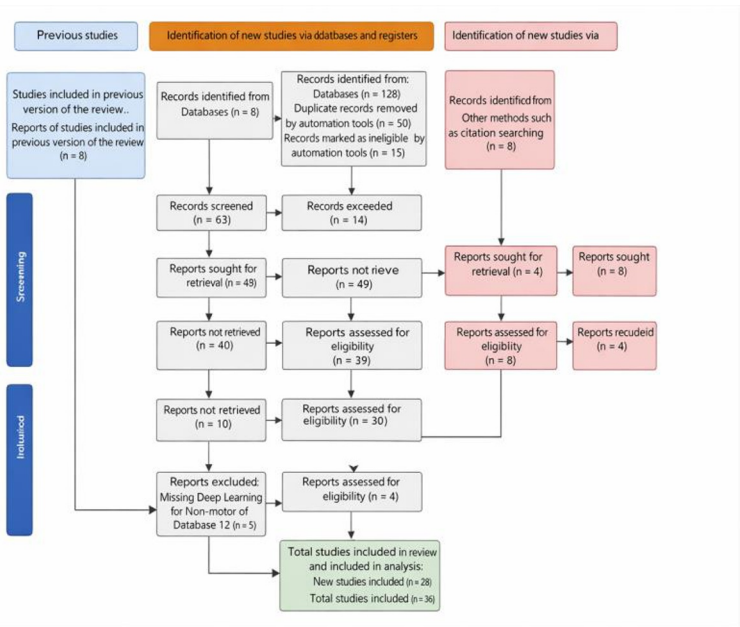 Previous studies
Identification of new studies via ddatbases and registers
Identification of new studies via
Studies included in previous
version of the review..
Reports of studies included in
previous version of the review
(n = 8)
Records identified from
Databases (n = 8)
Records identified from:
Databases (n = 128)
Duplicate records removed
by automation tools (n = 50)
Records marked as ineligible by
automation tools (n = 15)
Records identified from
Other methods such
as citation searching
(n = 8)
Records screened
(n = 63)
Records exceeded
(n = 14)
Reports sought for
retrieval (n = 49)
Reports not rieve
(n = 49)
Reports sought for
retrieval (n = 4)
Reports sought
(n = 8)
Reports not retrieved
(n = 40)
Reports assessed for
eligibility
(n = 39)
Reports assessed for
eligiblity
(n = 8)
Reports recudeid
(n = 4)
Reports not retrieved
(n = 10)
Reports assessed for
eligibility (n = 30)
Reports excluded:
Missing Deep Learning
for Non-motor of
Database 12 (n = 5)
Reports assessed for
eligibility (n = 4)
Total studies included in review
and included in analysis:
New studies included (n = 28)
Total studies included (n = 36)